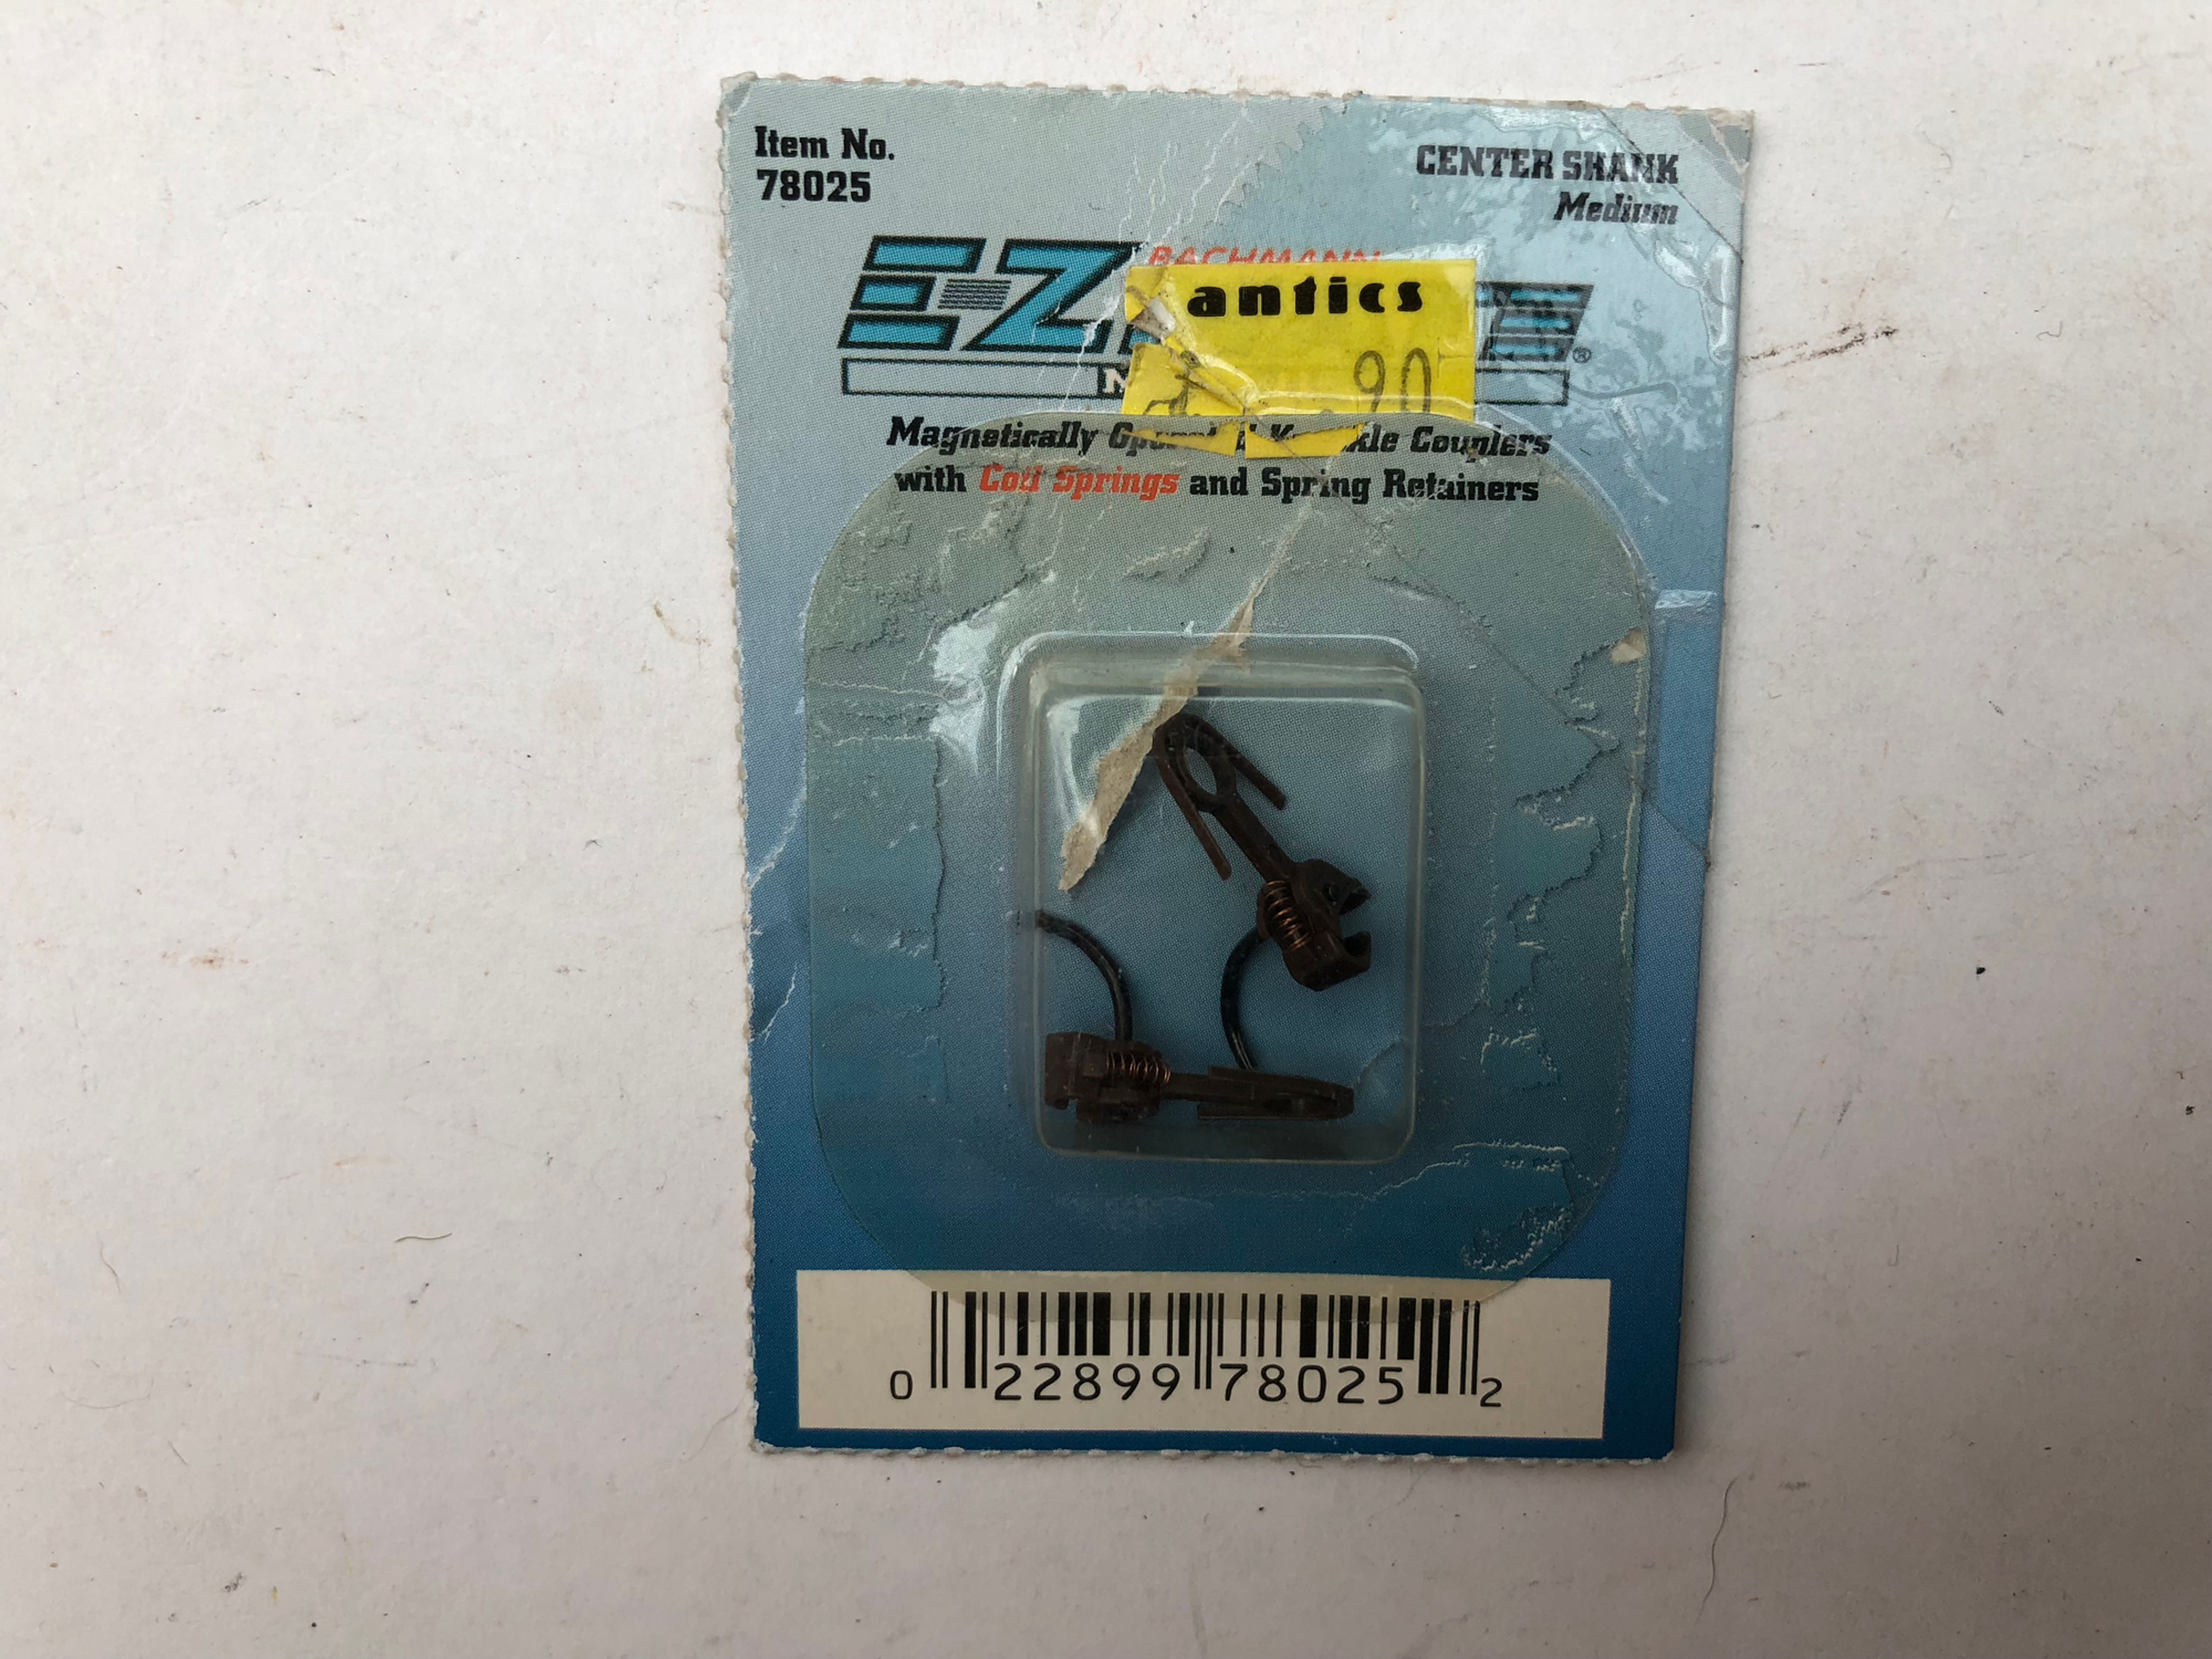 Item No.
78025
CENTER SHANK
Medium
BACHMANN
E-Z
antics
90
Magnetically Couplers
with Coil Springs and Spring Retainers
0 22899 78025 2